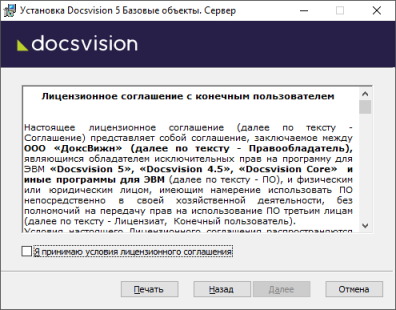 Установка Docsvision 5 Базовые объекты. Сервер
docsvision
Лицензионное соглашение с конечным пользователем
Настоящее лицензионное соглашение (далее по тексту -
Соглашение) представляет собой соглашение, заключаемое между
ООО «ДоксВижн» (далее по тексту - Правообладатель),
являющимся обладателем исключительных прав на программу для
ЭВМ «Docsvision 5», «Docsvision 4.5», «Docsvision Core» и
иные программы для ЭВМ (далее по тексту - ПО), и физическим
или юридическим лицом, имеющим намерение использовать ПО
непосредственно в своей хозяйственной деятельности, без
полномочий на передачу прав на использование ПО третьим лицам
(далее по тексту - Лицензиат, Конечный пользователь).
Условия настоящего Лицензионного соглашения распространяются
Я принимаю условия лицензионного соглашения
Печать
Назад
Далее
Отмена